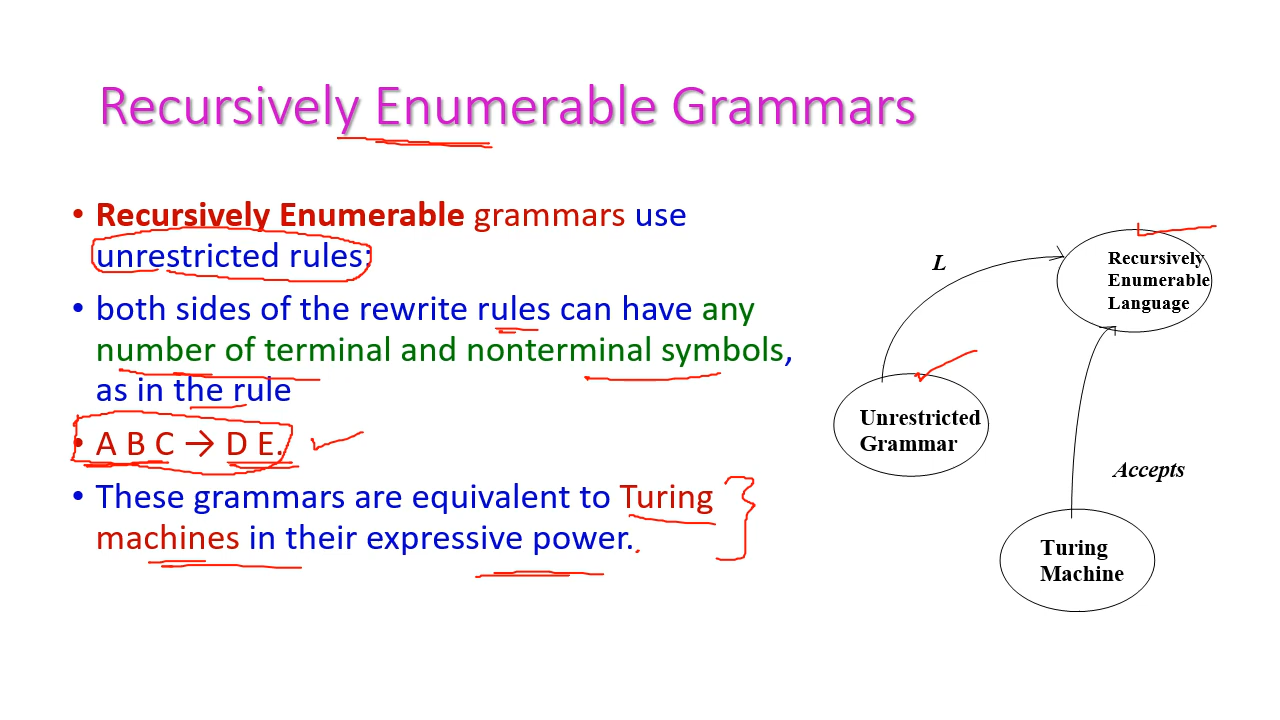 Recursively Enumerable Grammars
• Recursively Enumerable grammars use
unrestricted rules:
• both sides of the rewrite rules can have any
number of terminal and nonterminal symbols,
as in the rule
• A B C → D E.
• These grammars are equivalent to Turing
machines in their expressive power.
L
Recursively
Enumerable
Language
Unrestricted
Grammar
Accepts
Turing
Machine